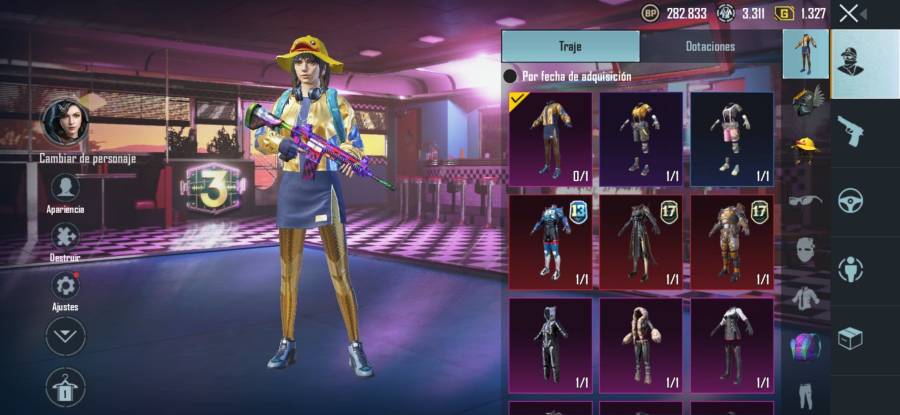 BP 282.833 3.311 G 1.327
Traje Dotaciones
Por fecha de adquisición
Cambiar de personaje
Apariencia
Destruir
Ajustes
1
3
0/1 1/1 1/1
13 17 17
1/1 1/1 1/1
1/1 1/1 1/1